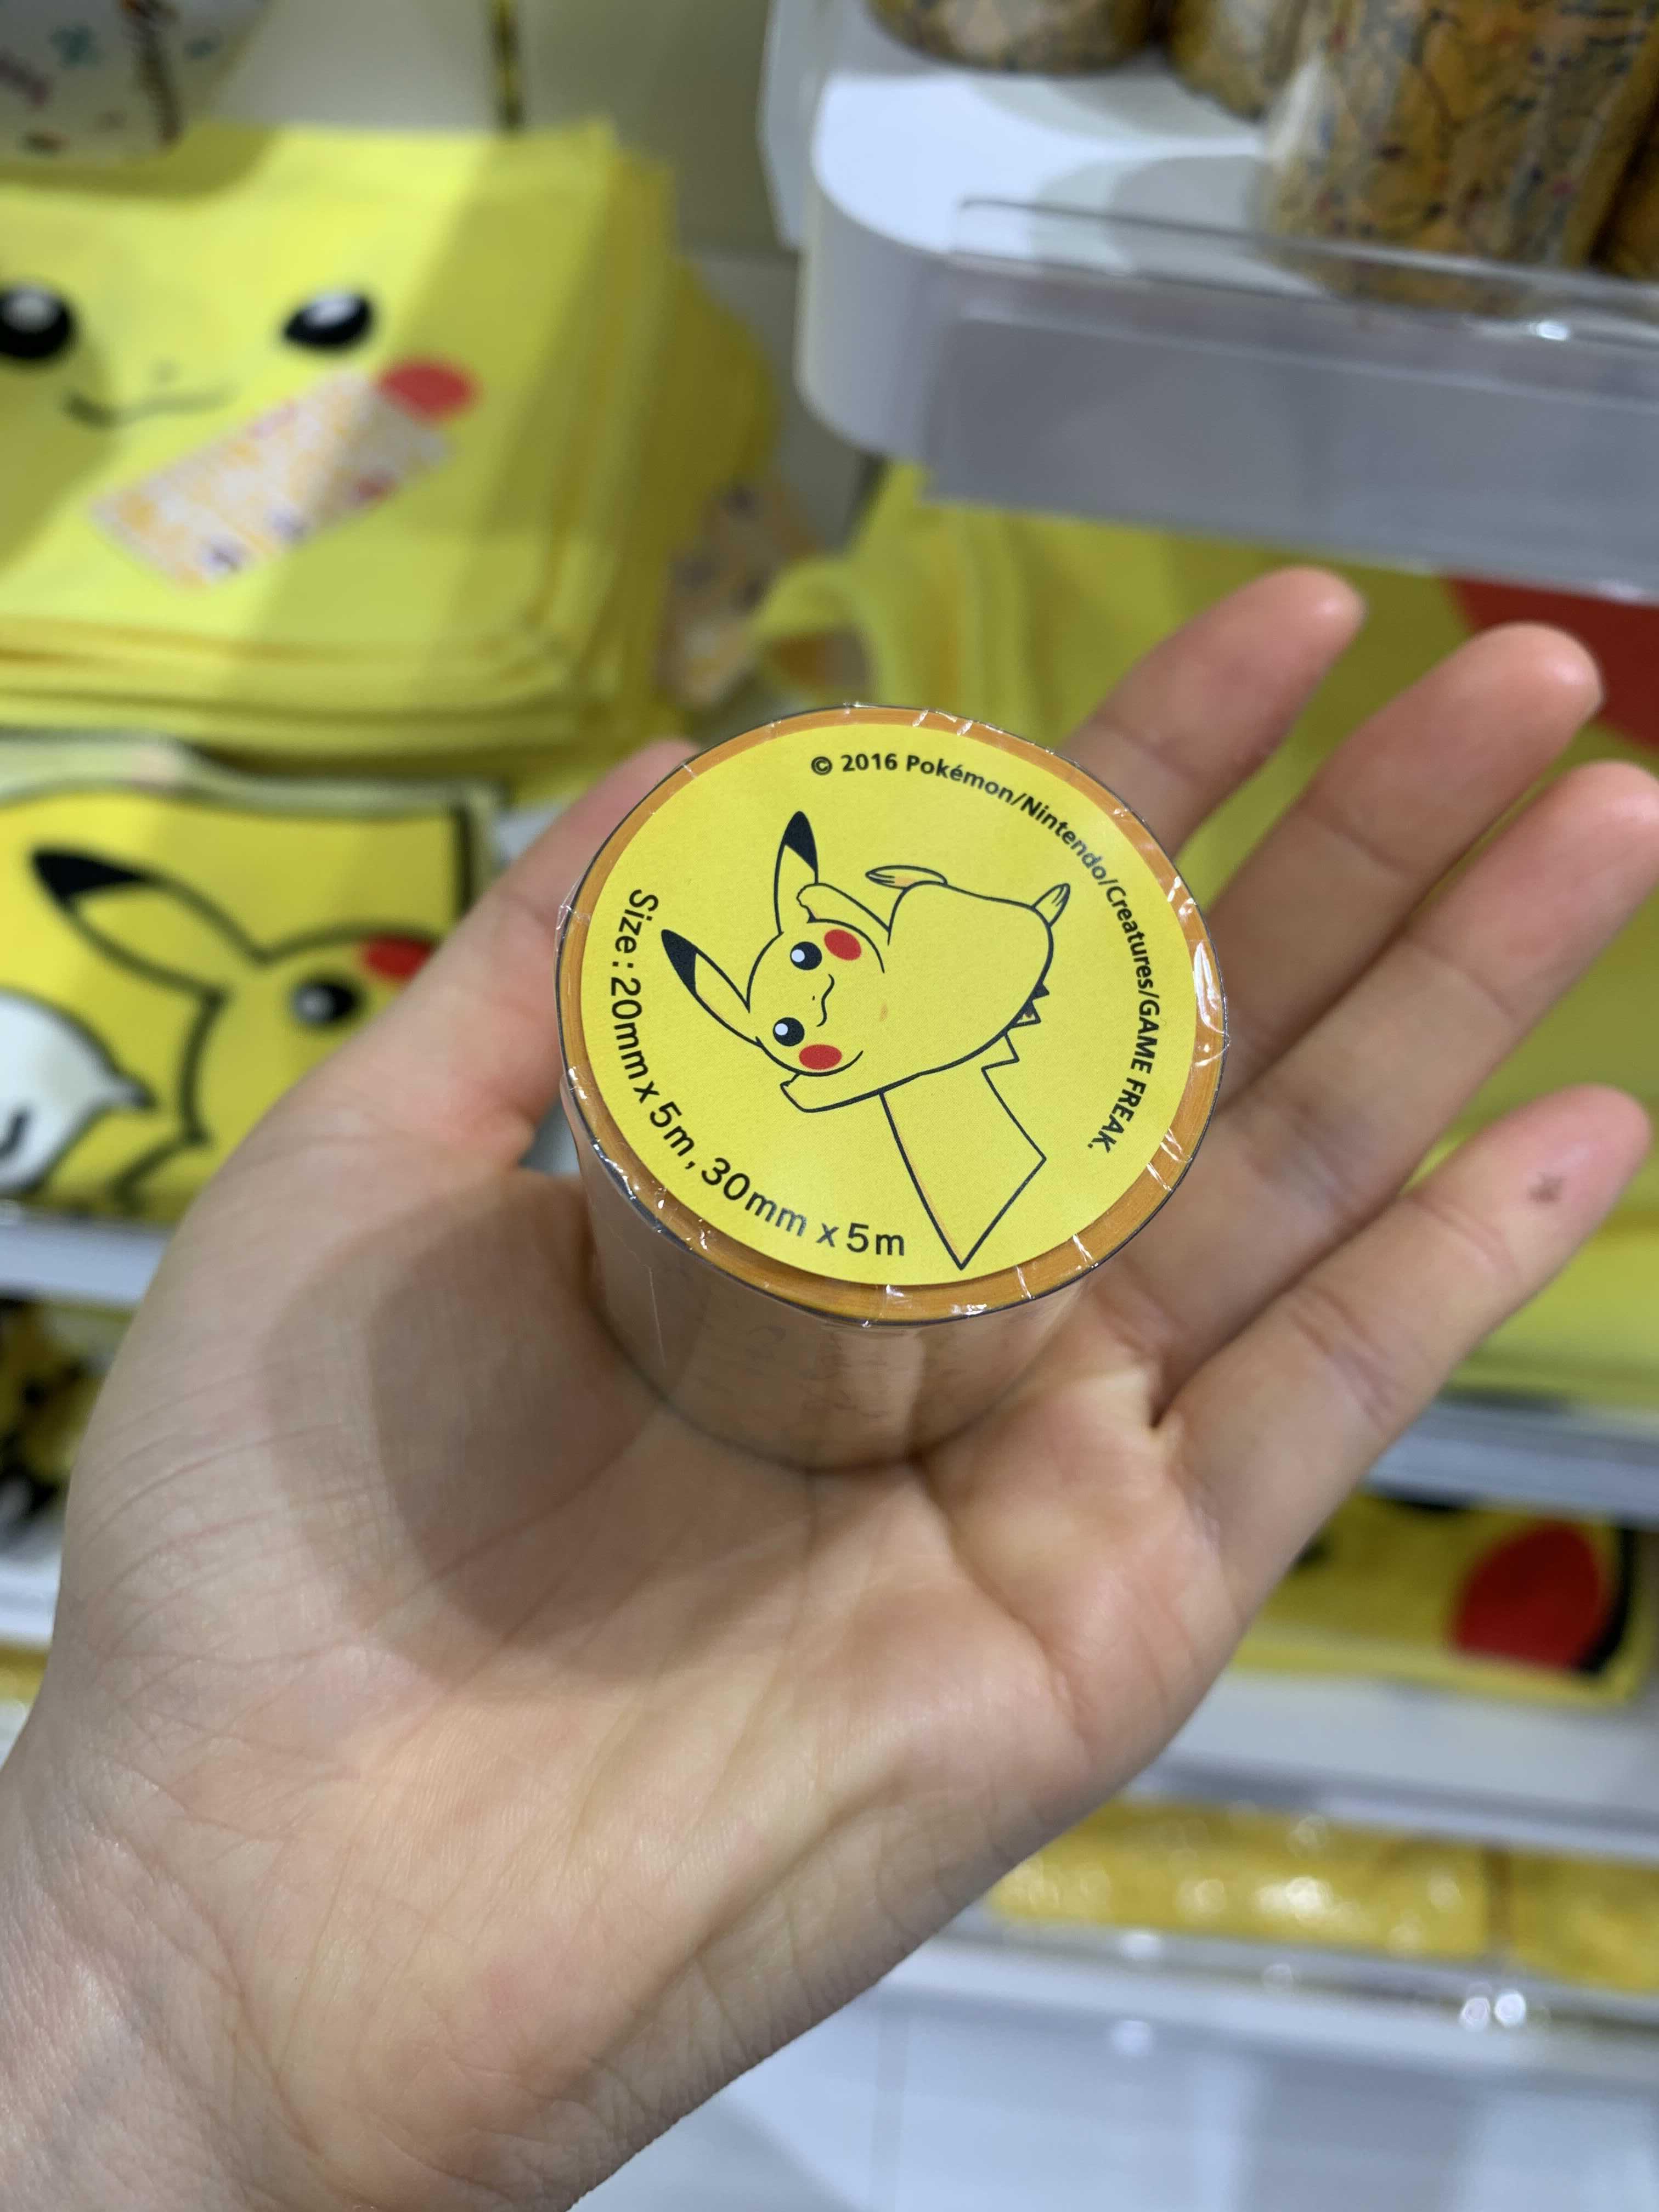 © 2016 Pokémon/Nintendo/Creatures/GAME FREAK.
Size: 20mm x 5m, 30mm x 5m